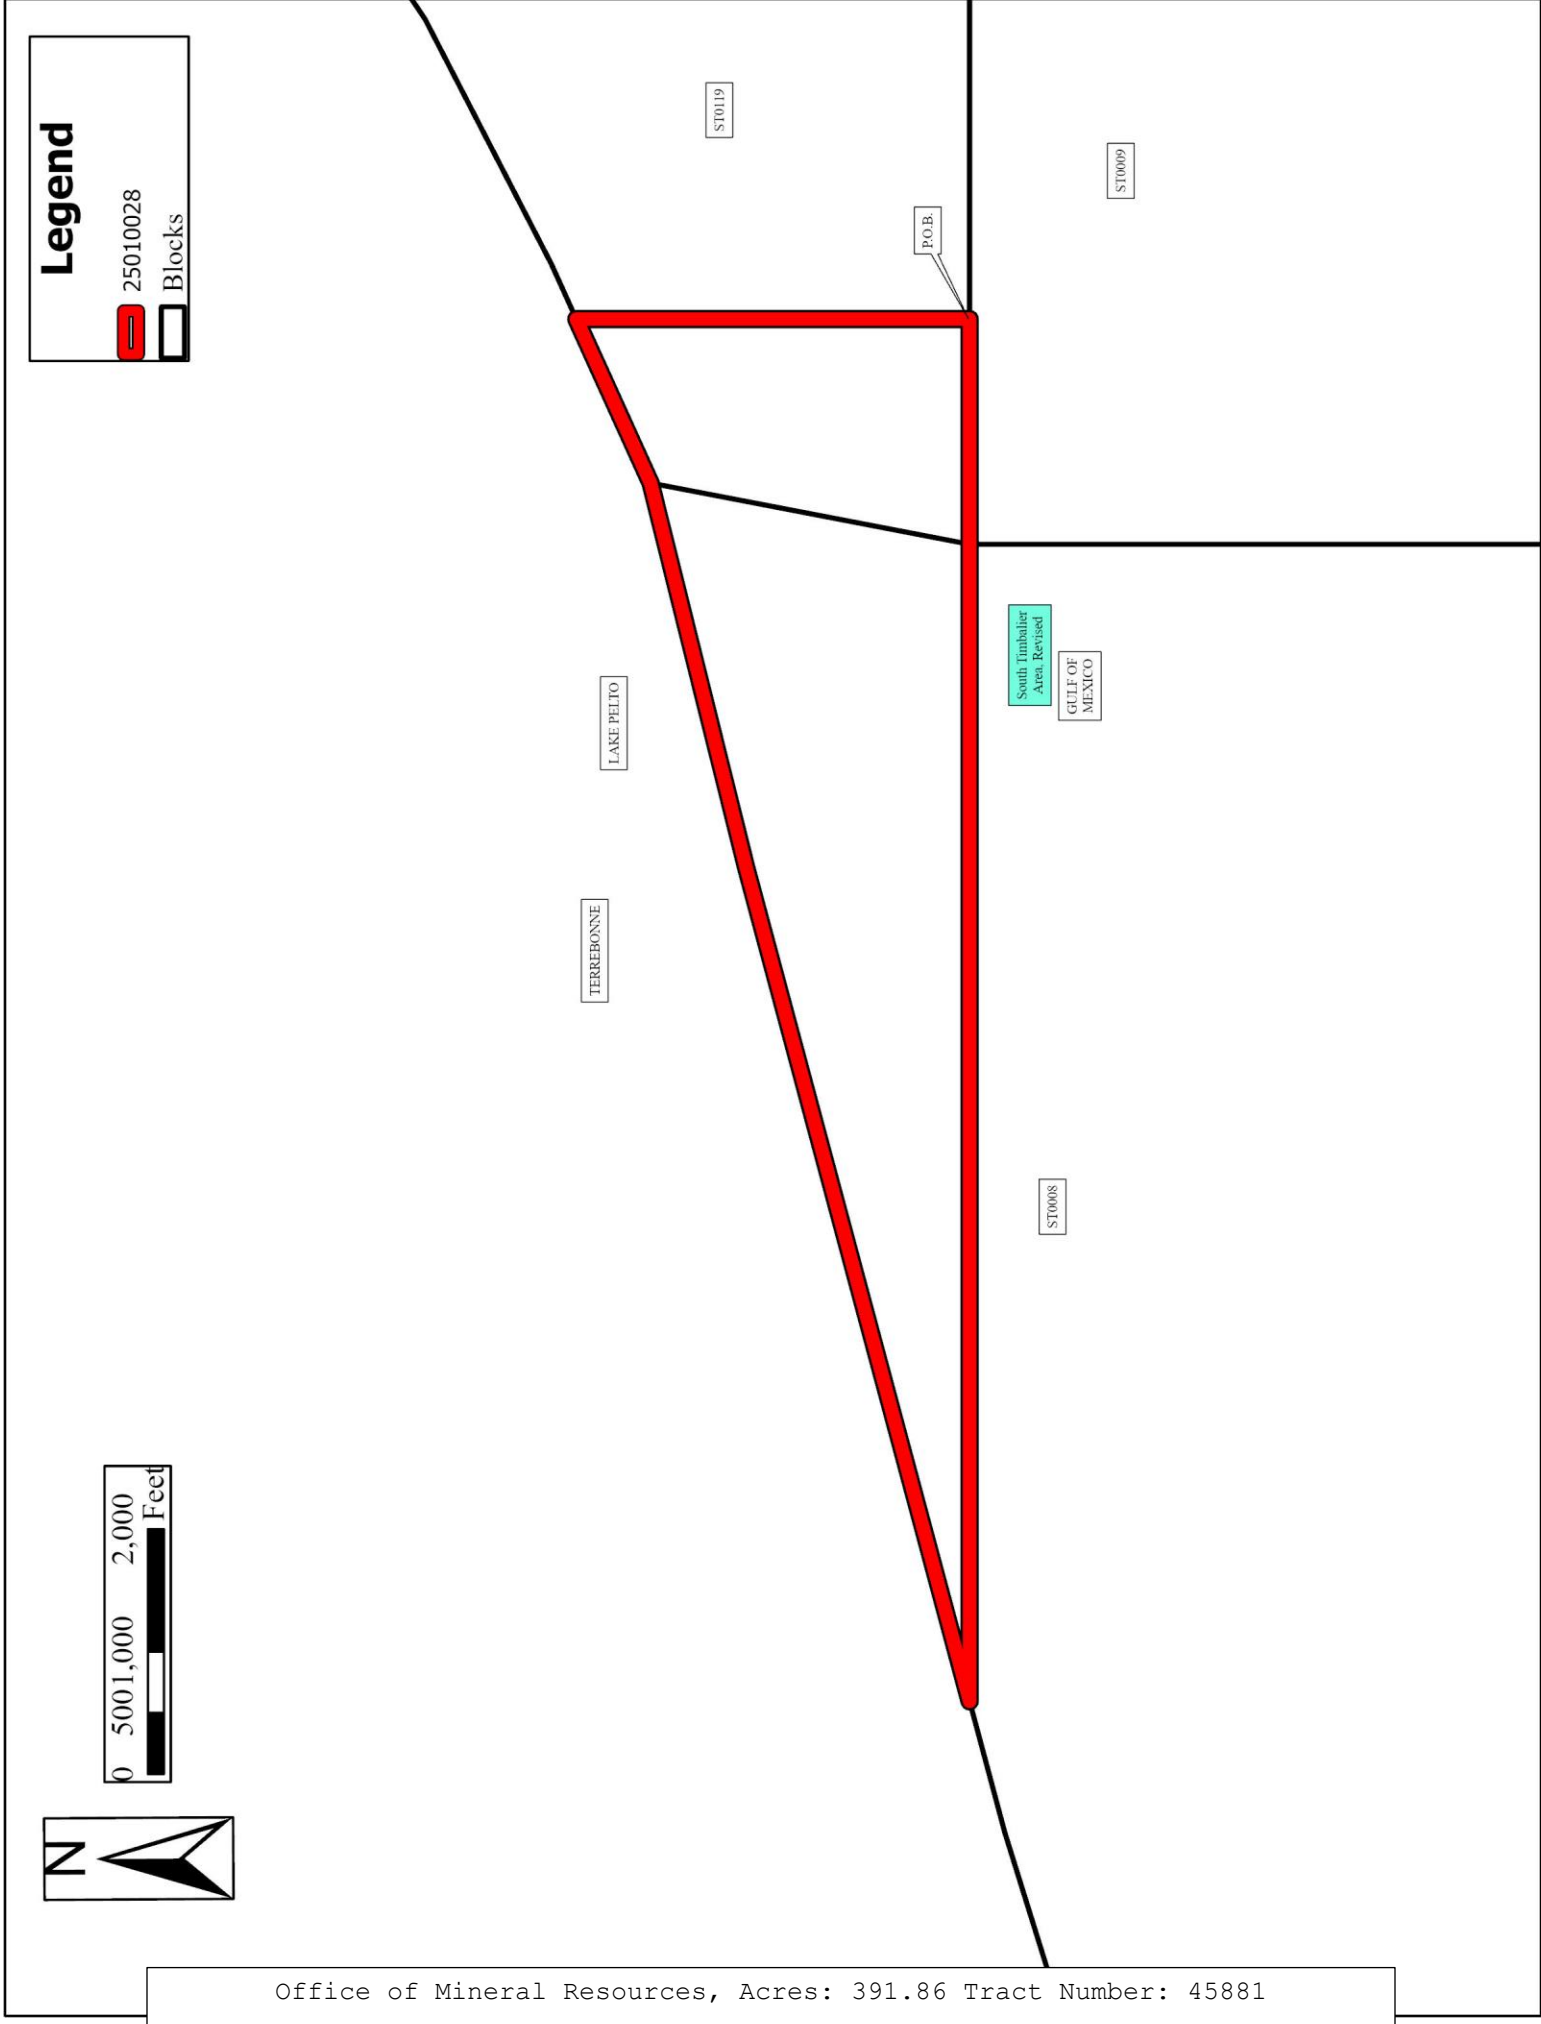 Legend
25010028
Blocks
ST0119
ST0009
P.O.B.
South Timbalier
Area, Revised
GULF OF
MEXICO
LAKE PELTO
TERREBONNE
ST0008
0 500 1,000 2,000
Feet
N
Office of Mineral Resources, Acres: 391.86 Tract Number: 45881